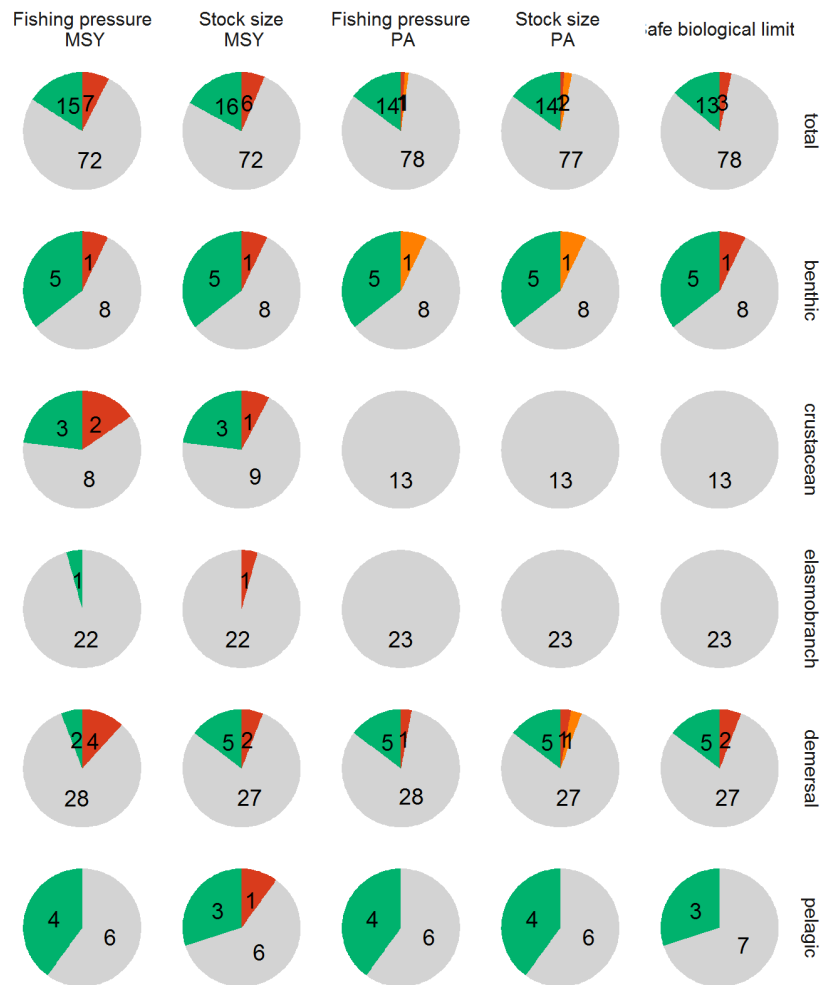 Fishing pressure
MSY
Stock size
MSY
Fishing pressure
PA
Stock size
PA
afe biological limit
15 7 72
16 6 72
14 1 1 78
14 1 2 77
13 3 78
total
5 1 8
5 1 8
5 1 8
5 1 8
5 1 8
benthic
3 2 8
3 1 9
13
13
13
crustacean
1 22
1 22
23
23
23
elasmobranch
2 4 28
5 2 27
5 1 28
5 1 1 27
5 2 27
demersal
4 6
3 1 6
4 6
4 6
3 7
pelagic